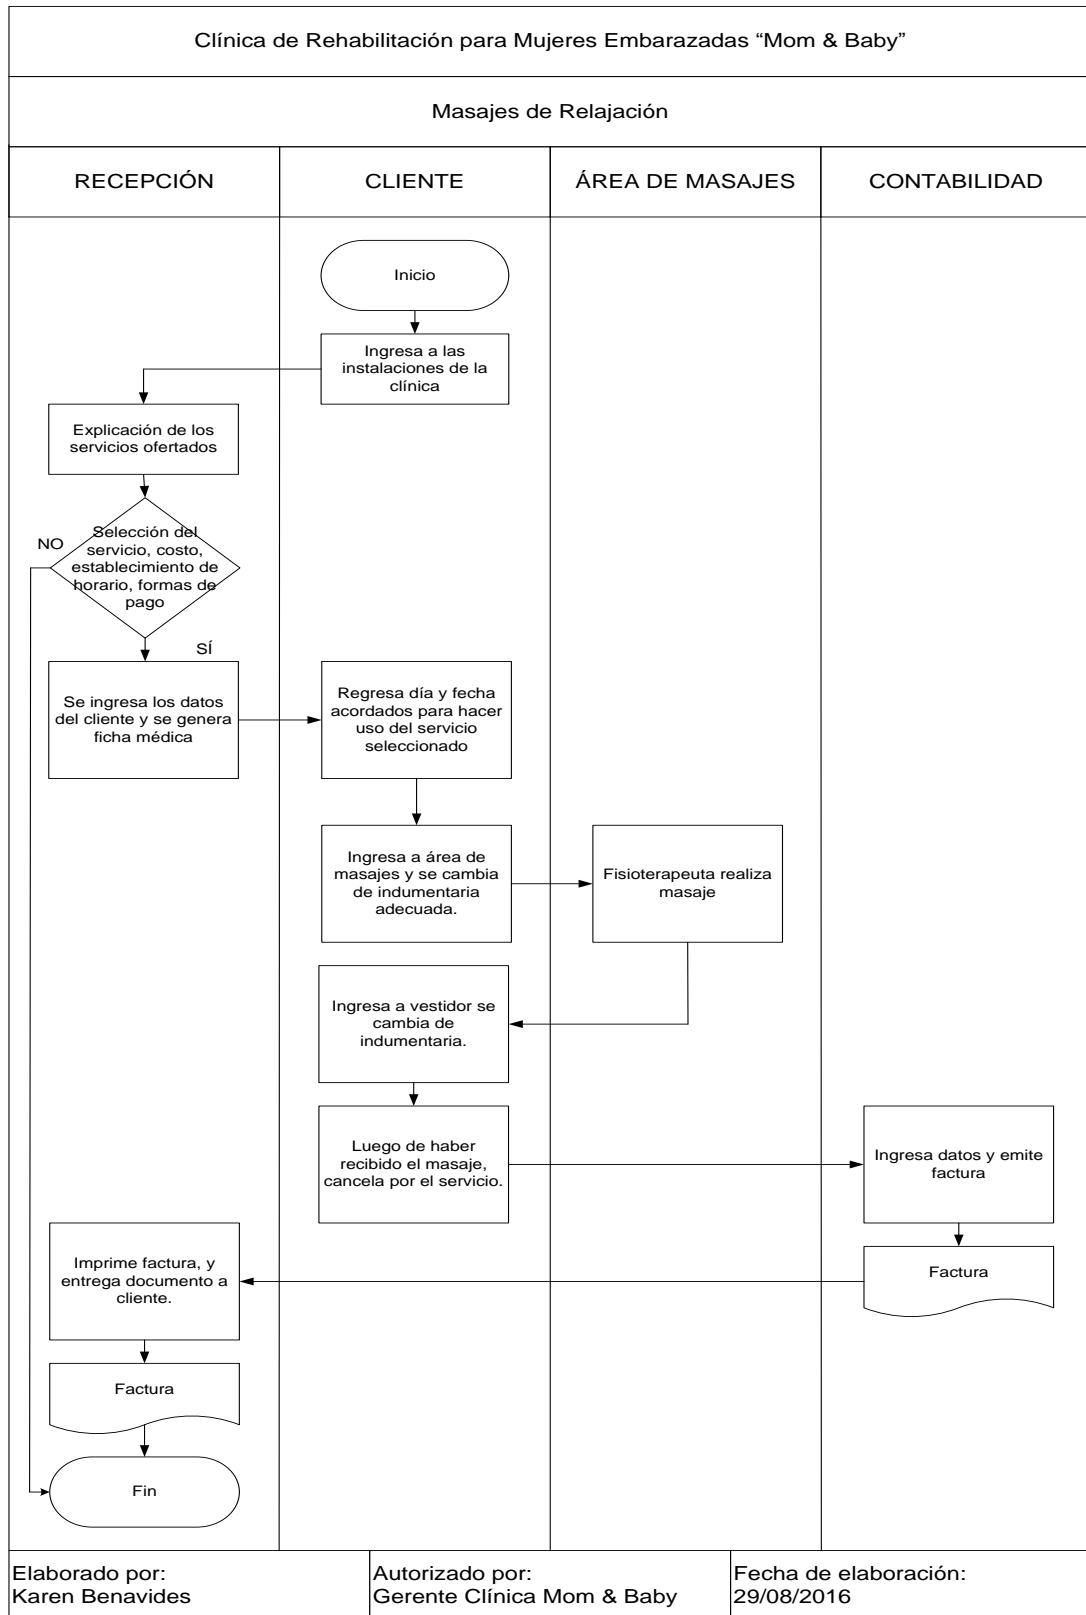 Clínica de Rehabilitación para Mujeres Embarazadas “Mom & Baby”
Masajes de Relajación
RECEPCIÓN
CLIENTE
ÁREA DE MASAJES
CONTABILIDAD
Inicio
Ingresa a las
instalaciones de la
clínica
Explicación de los
servicios ofertados
NO
Selección del
servicio, costo,
establecimiento de
horario, formas de
pago
SÍ
Se ingresa los datos
del cliente y se genera
ficha médica
Regresa día y fecha
acordados para hacer
uso del servicio
seleccionado
Ingresa a área de
masajes y se cambia
de indumentaria
adecuada.
Fisioterapeuta realiza
masaje
Ingresa a vestidor se
cambia de
indumentaria.
Luego de haber
recibido el masaje,
cancela por el servicio.
Ingresa datos y emite
factura
Factura
Imprime factura, y
entrega documento a
cliente.
Factura
Fin
Elaborado por:
Karen Benavides
Autorizado por:
Gerente Clínica Mom & Baby
Fecha de elaboración:
29/08/2016